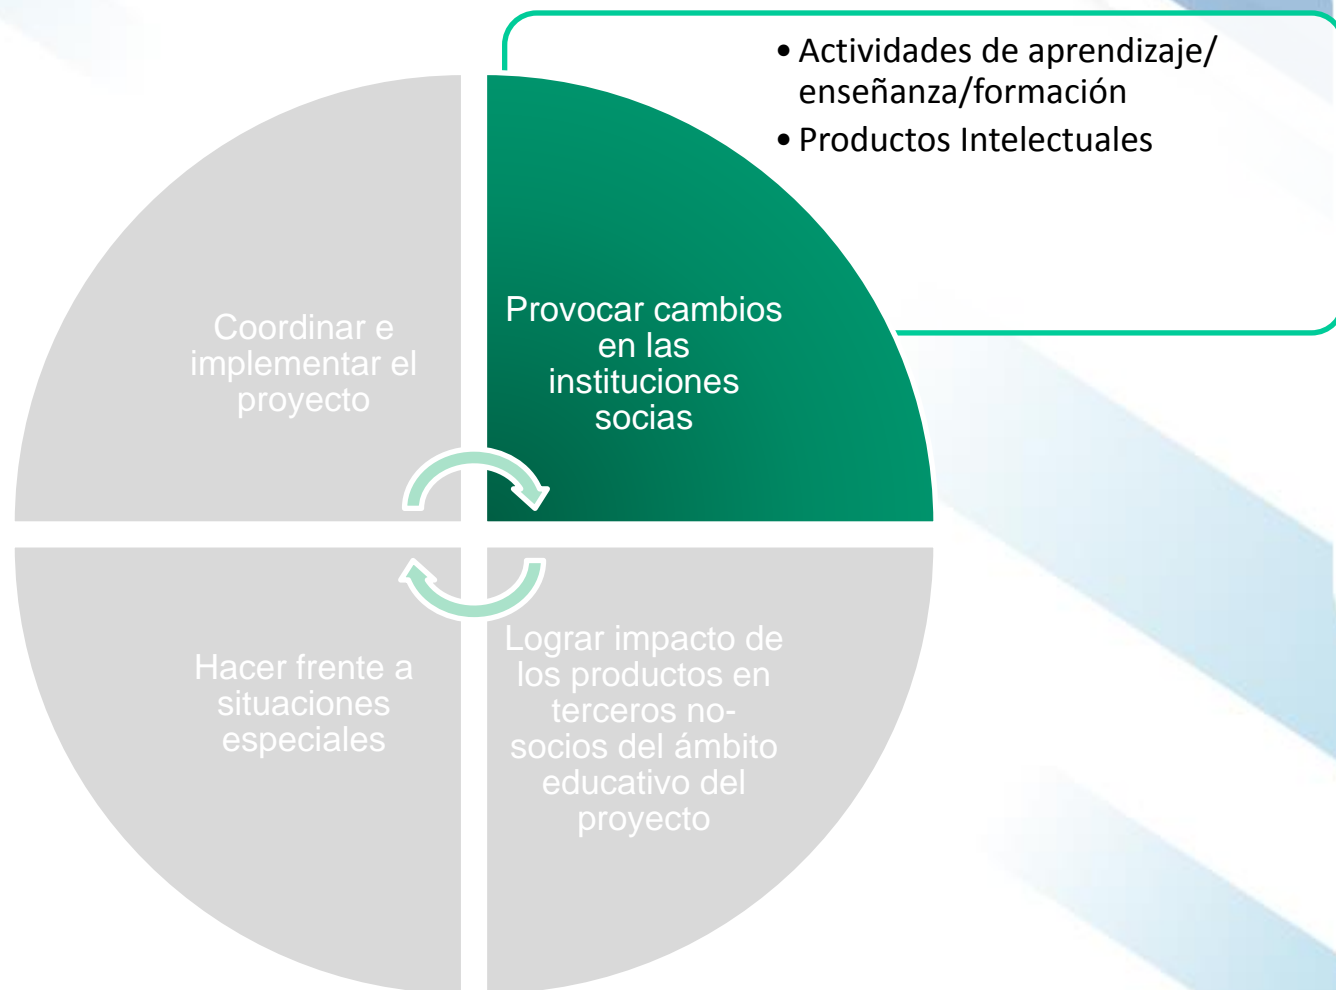 • Actividades de aprendizaje/
enseñanza/formación
• Productos Intelectuales
Coordinar e
implementar el
proyecto
Provocar cambios
en las
instituciones
socias
Hacer frente a
situaciones
especiales
Lograr impacto de
los productos en
terceros no-
socios del ámbito
educativo del
proyecto